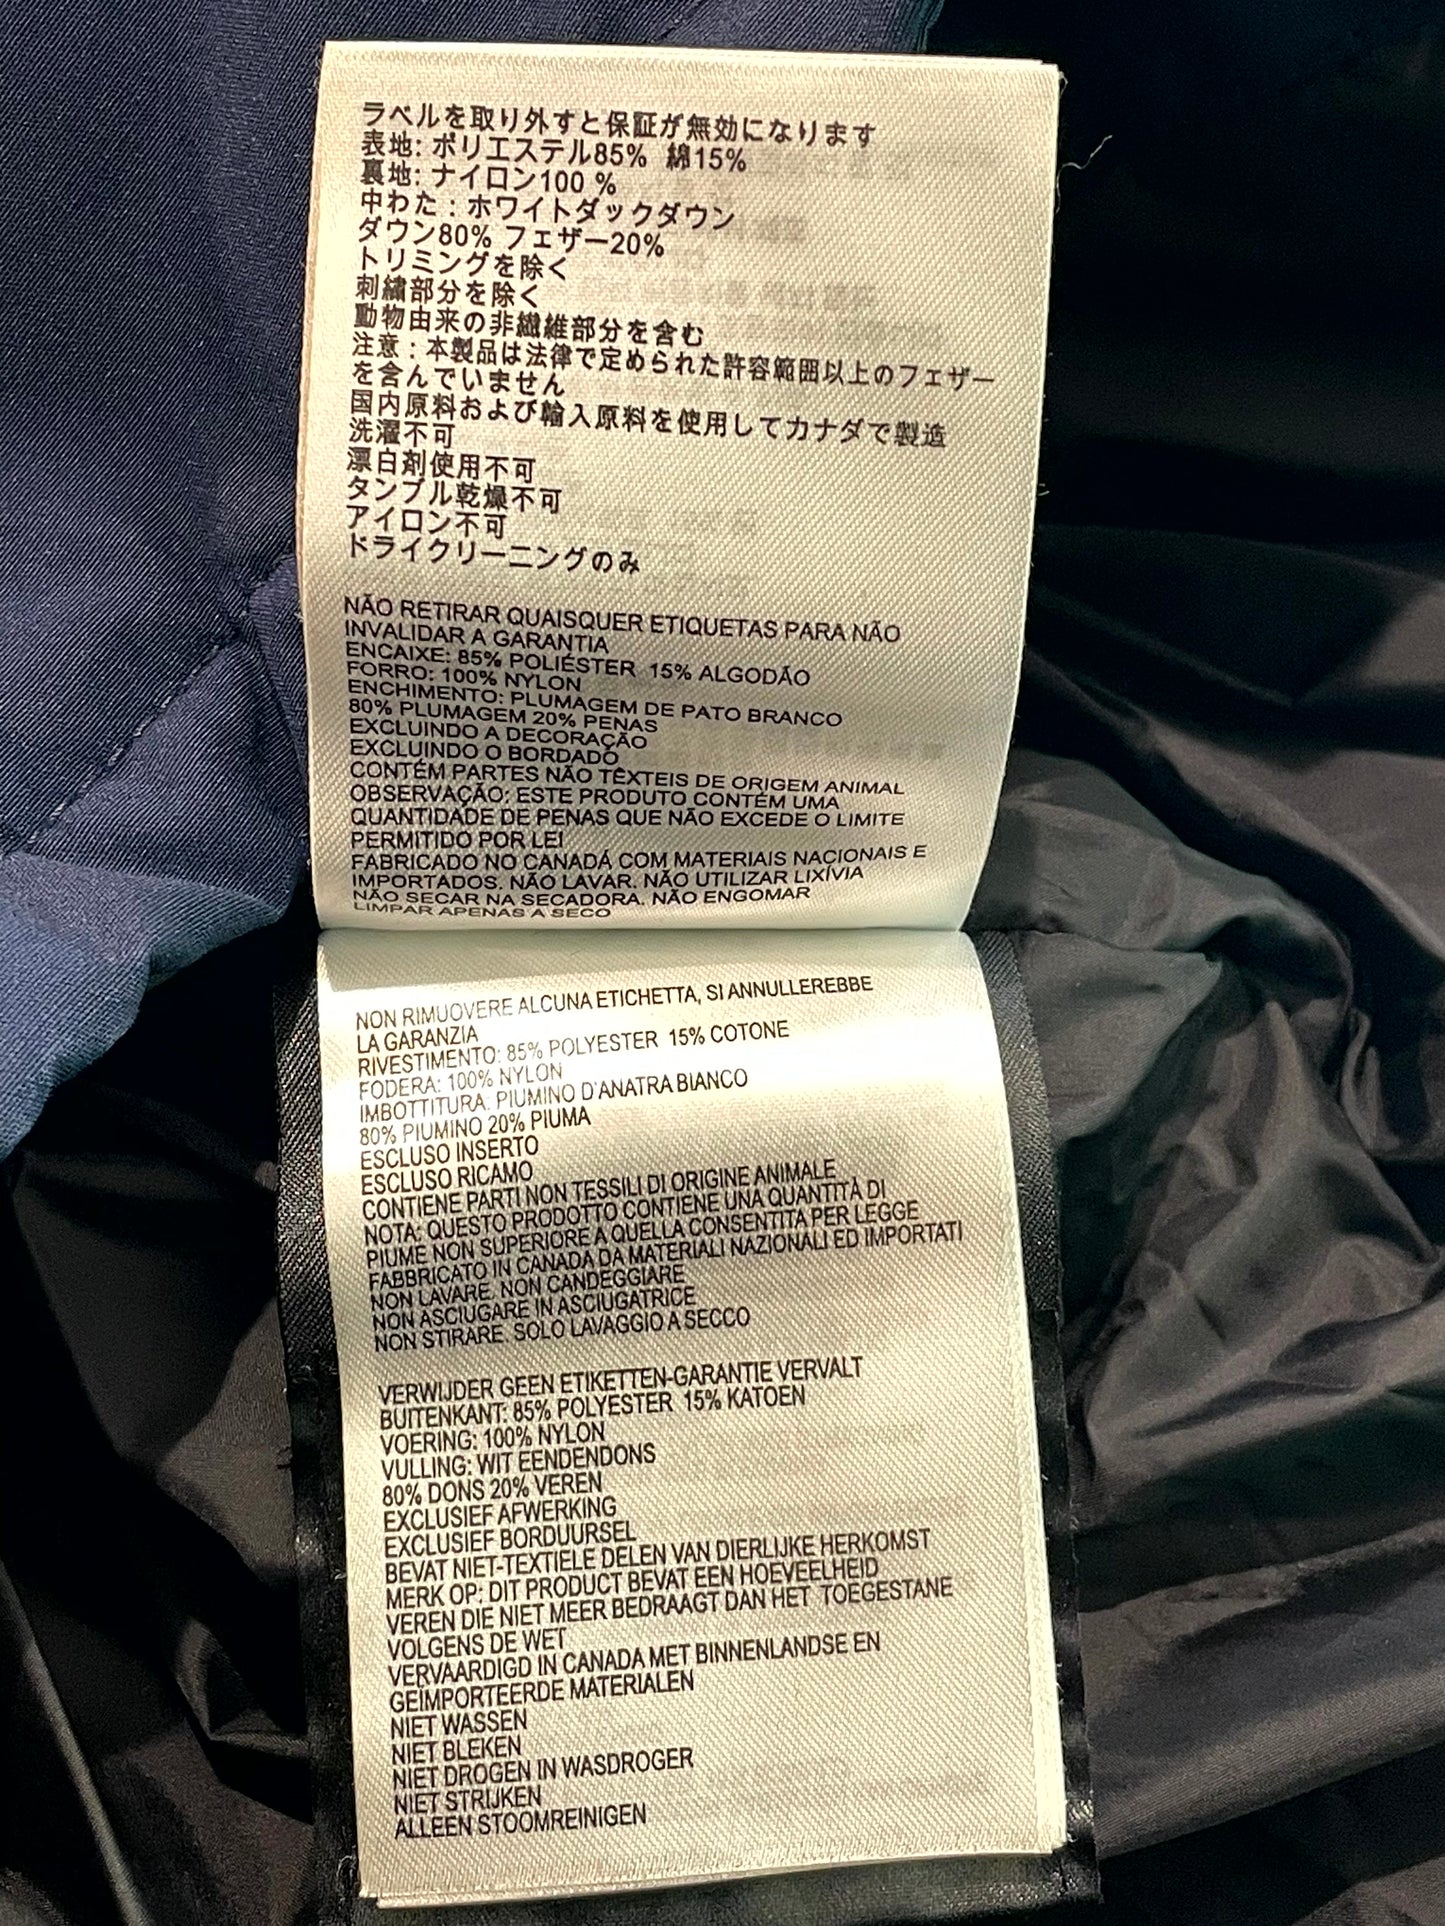 ラベルを取り外すと保証が無効になります
表地: ポリエステル85% 綿15%
裏地: ナイロン100 %
中わた : ホワイトダックダウン
ダウン80% フェザー20%
トリミングを除く
刺繍部分を除く
動物由来の非繊維部分を含む
注意 : 本製品は法律で定められた許容範囲以上のフェザー
を含んでいません
国内原料および輸入原料を使用してカナダで製造
洗濯不可
漂白剤使用不可
タンブル乾燥不可
アイロン不可
ドライクリーニングのみ
NÃO RETIRAR QUAISQUER ETIQUETAS PARA NÃO
INVALIDAR A GARANTIA
ENCAIXE: 85% POLIÉSTER 15% ALGODÃO
FORRO: 100% NYLON
ENCHIMENTO: PLUMAGEM DE PATO BRANCO
80% PLUMAGEM 20% PENAS
EXCLUINDO A DECORAÇÃO
EXCLUINDO O BORDADO
CONTÉM PARTES NÃO TÊXTEIS DE ORIGEM ANIMAL
OBSERVAÇÃO: ESTE PRODUTO CONTÉM UMA
QUANTIDADE DE PENAS QUE NÃO EXCEDE O LIMITE
PERMITIDO POR LEI
FABRICADO NO CANADÁ COM MATERIAIS NACIONAIS E
IMPORTADOS. NÃO LAVAR. NÃO UTILIZAR LIXÍVIA
NÃO SECAR NA SECADORA. NÃO ENGOMAR
LIMPAR APENAS A SECO
NON RIMUOVERE ALCUNA ETICHETTA, SI ANNULLEREBBE
LA GARANZIA
RIVESTIMENTO: 85% POLYESTER 15% COTONE
FODERA: 100% NYLON
IMBOTTITURA. PIUMINO D'ANATRA BIANCO
80% PIUMINO 20% PIUMA
ESCLUSO INSERTO
ESCLUSO RICAMO
CONTIENE PARTI NON TESSILI DI ORIGINE ANIMALE
NOTA: QUESTO PRODOTTO CONTIENE UNA QUANTITÀ DI
PIUME NON SUPERIORE A QUELLA CONSENTITA PER LEGGE
FABBRICATO IN CANADA DA MATERIALI NAZIONALI ED IMPORTATI
NON LAVARE. NON CANDEGGIARE
NON ASCIUGARE IN ASCIUGATRICE
NON STIRARE. SOLO LAVAGGIO A SECCO
VERWIJDER GEEN ETIKETTEN-GARANTIE VERVALT
BUITENKANT: 85% POLYESTER 15% KATOEN
VOERING: 100% NYLON
VULLING: WIT EENDENDONS
80% DONS 20% VEREN
EXCLUSIEF AFWERKING
EXCLUSIEF BORDUURSEL
BEVAT NIET-TEXTIELE DELEN VAN DIERLIJKE HERKOMST
MERK OP: DIT PRODUCT BEVAT EEN HOEVEELHEID
VEREN DIE NIET MEER BEDRAAGT DAN HET TOEGESTANE
VOLGENS DE WET
VERVAARDIGD IN CANADA MET BINNENLANDSE EN
GEÏMPORTEERDE MATERIALEN
NIET WASSEN
NIET BLEKEN
NIET DROGEN IN WASDROGER
NIET STRIJKEN
ALLEEN STOOMREINIGEN